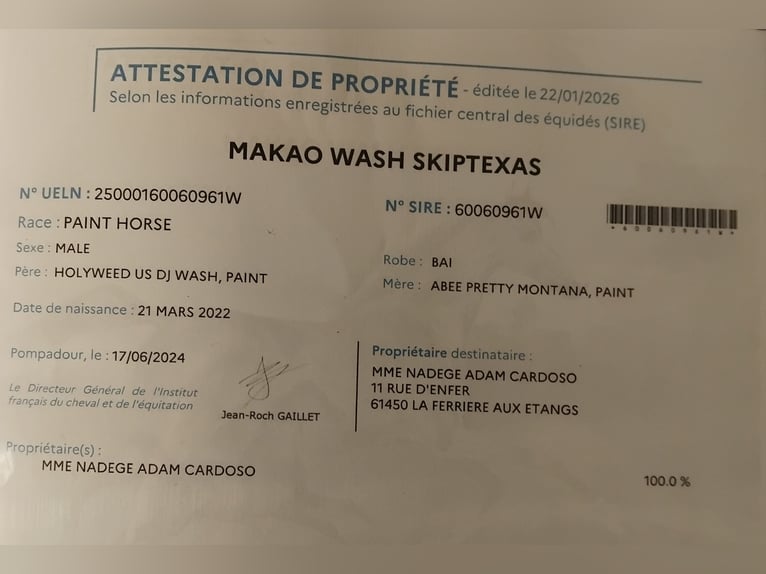 ATTESTATION DE PROPRIÉTÉ - éditée le 22/01/2026
Selon les informations enregistrées au fichier central des équidés (SIRE)
MAKAO WASH SKIPTEXAS
N° UELN : 25000160060961W
N° SIRE : 60060961W
*60060961W*
Race : PAINT HORSE
Sexe : MALE
Robe : BAI
Père : HOLYWEED US DJ WASH, PAINT
Mère : ABEE PRETTY MONTANA, PAINT
Date de naissance : 21 MARS 2022
Pompadour, le : 17/06/2024
Le Directeur Général de l'Institut
français du cheval et de l'équitation
Jean-Roch GAILLET
Propriétaire destinataire :
MME NADEGE ADAM CARDOSO
11 RUE D'ENFER
61450 LA FERRIERE AUX ETANGS
Propriétaire(s) :
MME NADEGE ADAM CARDOSO
100.0 %